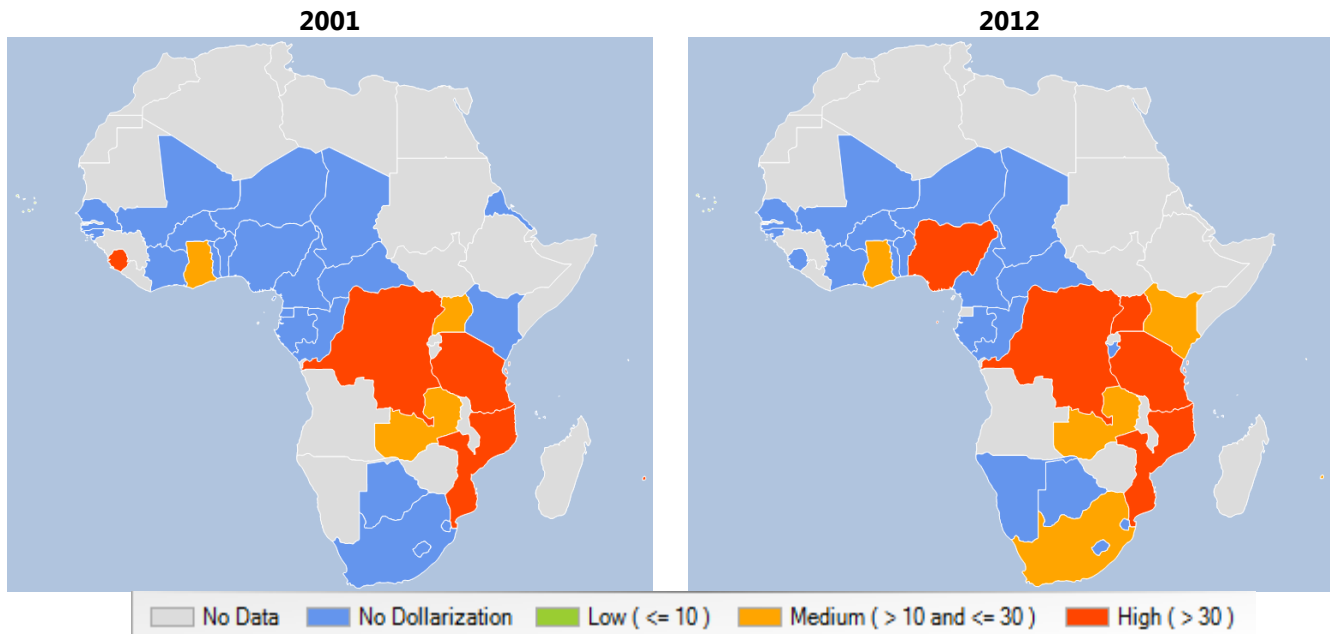 2001 2012
No Data No Dollarization Low ( <= 10 ) Medium ( > 10 and <= 30 ) High ( > 30 )